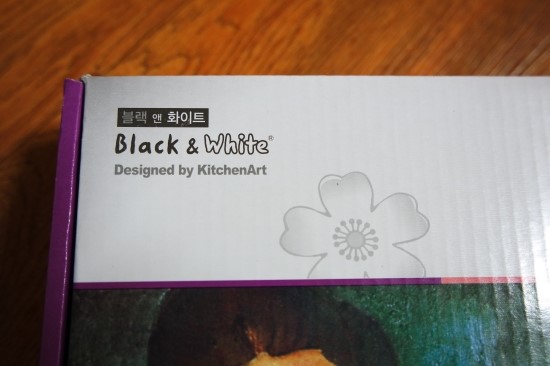 블랙 앤 화이트
Black & White®
Designed by KitchenArt